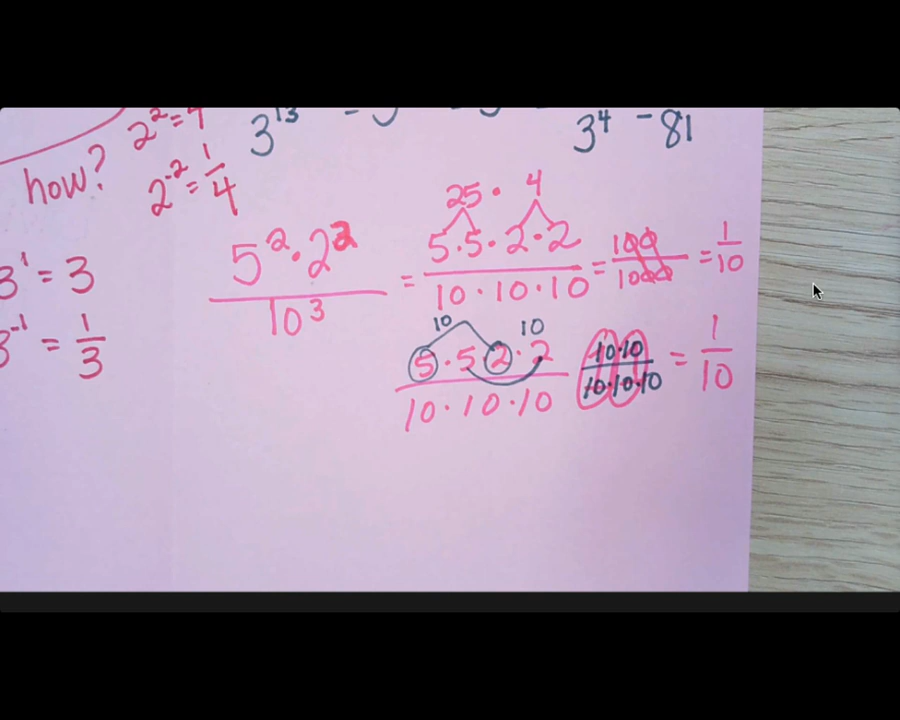 2² = 4
3¹³
3⁴ - 81
how?
2⁻² = 1/4
25 · 4
5² · 2² / 10³ = 5 · 5 · 2 · 2 / 10 · 10 · 10 = 100 / 1000 = 1/10
3¹ = 3
3⁻¹ = 1/3
10 10
5 · 5 2 · 2 / 10 · 10 · 10 10·10 / 10·10·10 = 1/10